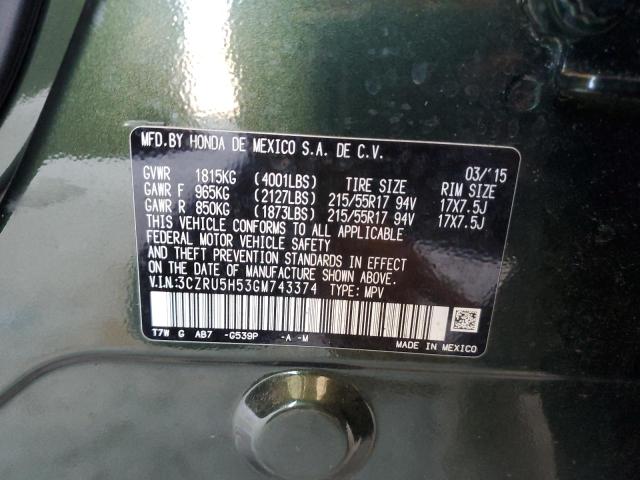 MFD.BY HONDA DE MEXICO S.A. DE C.V.
03/'15
GVWR 1815KG (4001LBS) TIRE SIZE RIM SIZE
GAWR F 965KG (2127LBS) 215/55R17 94V 17X7.5J
GAWR R 850KG (1873LBS) 215/55R17 94V 17X7.5J
THIS VEHICLE CONFORMS TO ALL APPLICABLE
FEDERAL MOTOR VEHICLE SAFETY
AND THEFT PREVENTION STANDARDS IN EFFECT
ON THE DATE OF MANUFACTURE SHOWN ABOVE.
V.I.N:3CZRU5H53GM743374 TYPE: MPV
T7W G AB7 -G539P -A -M
MADE IN MEXICO